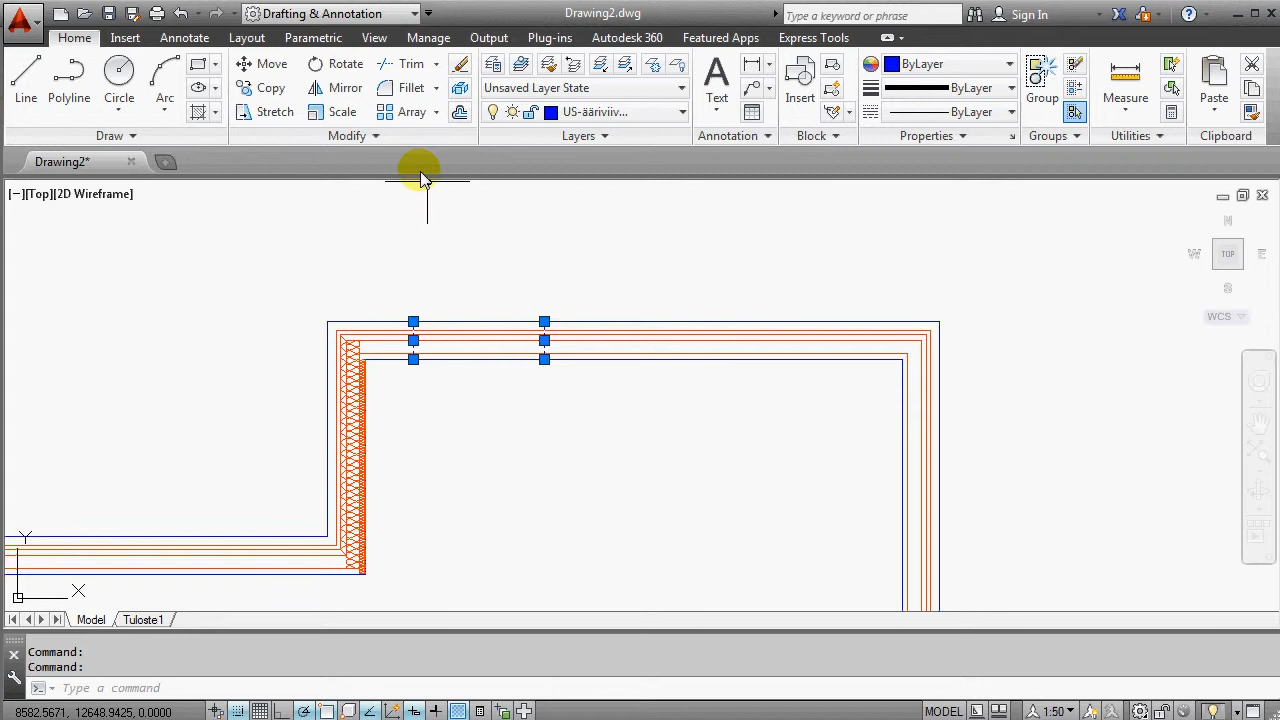 Drafting & Annotation
Drawing2.dwg
Type a keyword or phrase
Sign In
Home
Insert
Annotate
Layout
Parametric
View
Manage
Output
Plug-ins
Autodesk 360
Featured Apps
Express Tools
Line
Polyline
Circle
Arc
Draw
Move
Rotate
Trim
Copy
Mirror
Fillet
Stretch
Scale
Array
Modify
Unsaved Layer State
US-ääriviiv...
Layers
Text
Annotation
Insert
Block
ByLayer
ByLayer
ByLayer
Properties
Group
Groups
Measure
Utilities
Paste
Clipboard
Drawing2*
[−][Top][2D Wireframe]
N
W
TOP
E
S
WCS
Y
X
Model
Tuloste1
Command:
Command:
Type a command
8582.5671, 12648.9425, 0.0000
MODEL
1:50